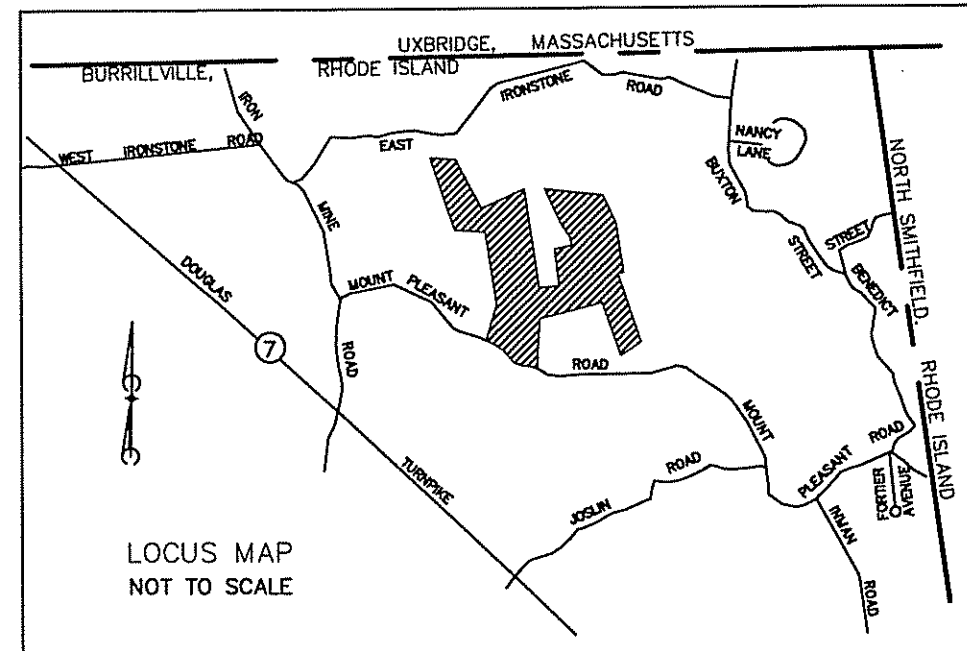 UXBRIDGE, MASSACHUSETTS
BURRILLVILLE, RHODE ISLAND
IRON MINE ROAD
WEST IRONSTONE ROAD
EAST IRONSTONE ROAD
NANCY
LANE
BUXTON STREET
STREET
BENEDICT
NORTH SMITHFIELD, RHODE ISLAND
DOUGLAS TURNPIKE
7
MOUNT PLEASANT ROAD
MOUNT PLEASANT ROAD
JOSLIN ROAD
INMAN ROAD
FORTIER
AVENUE
LOCUS MAP
NOT TO SCALE